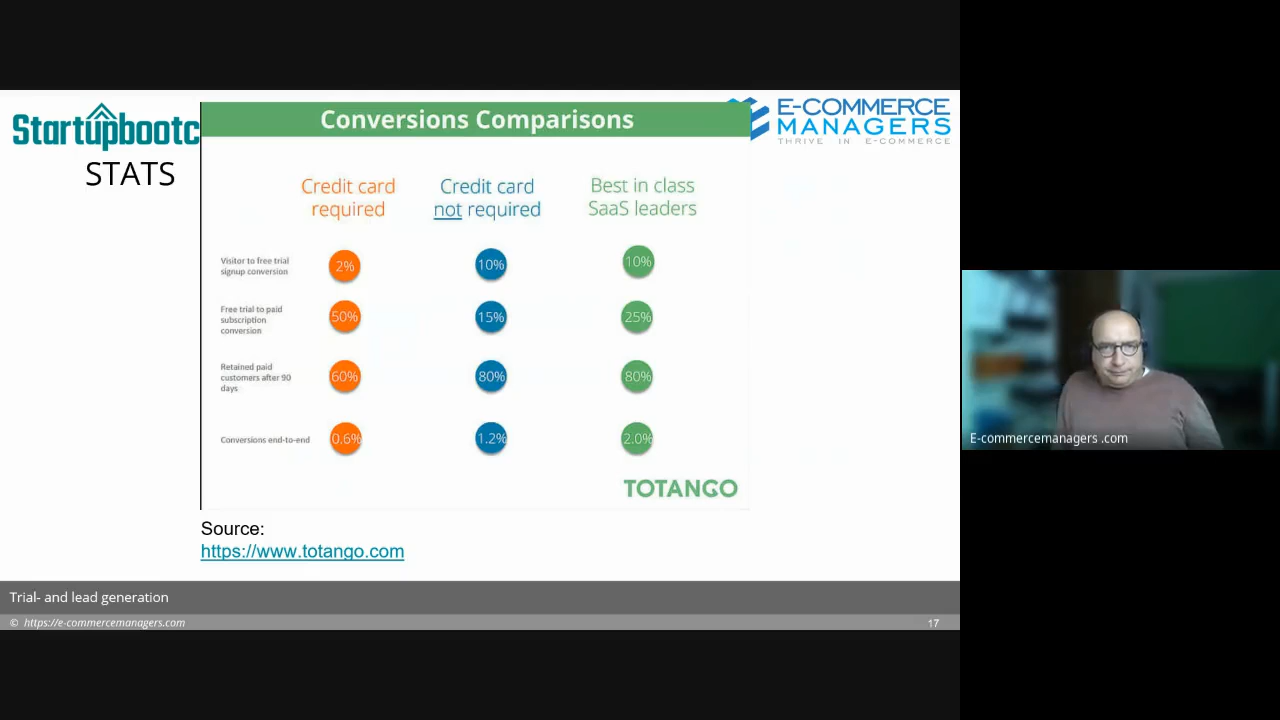 Startupbootc
STATS
Conversions Comparisons
E-COMMERCE
MANAGERS
THRIVE IN E-COMMERCE
Credit card
required
Credit card
not required
Best in class
SaaS leaders
Visitor to free trial
signup conversion
2%
10%
10%
Free trial to paid
subscription
conversion
50%
15%
25%
Retained paid
customers after 90
days
60%
80%
80%
Conversions end-to-end
0.6%
1.2%
2.0%
TOTANGO
Source:
https://www.totango.com
Trial- and lead generation
© https://e-commercemanagers.com
17
E-commercemanagers .com